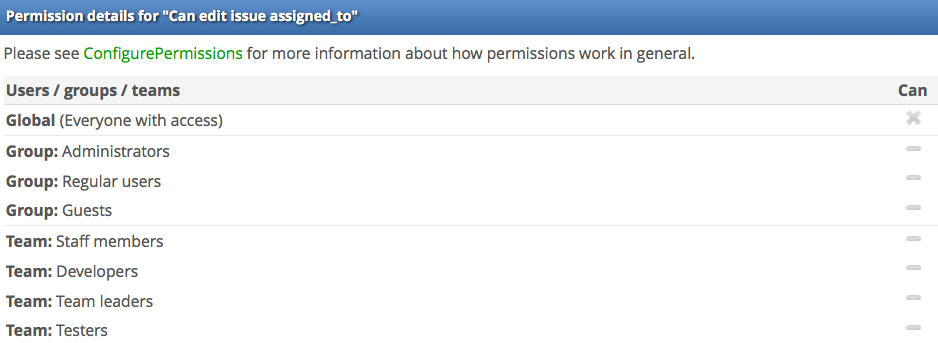 Permission details for "Can edit issue assigned_to"
Please see ConfigurePermissions for more information about how permissions work in general.
Users / groups / teams Can
Global (Everyone with access)
Group: Administrators
Group: Regular users
Group: Guests
Team: Staff members
Team: Developers
Team: Team leaders
Team: Testers